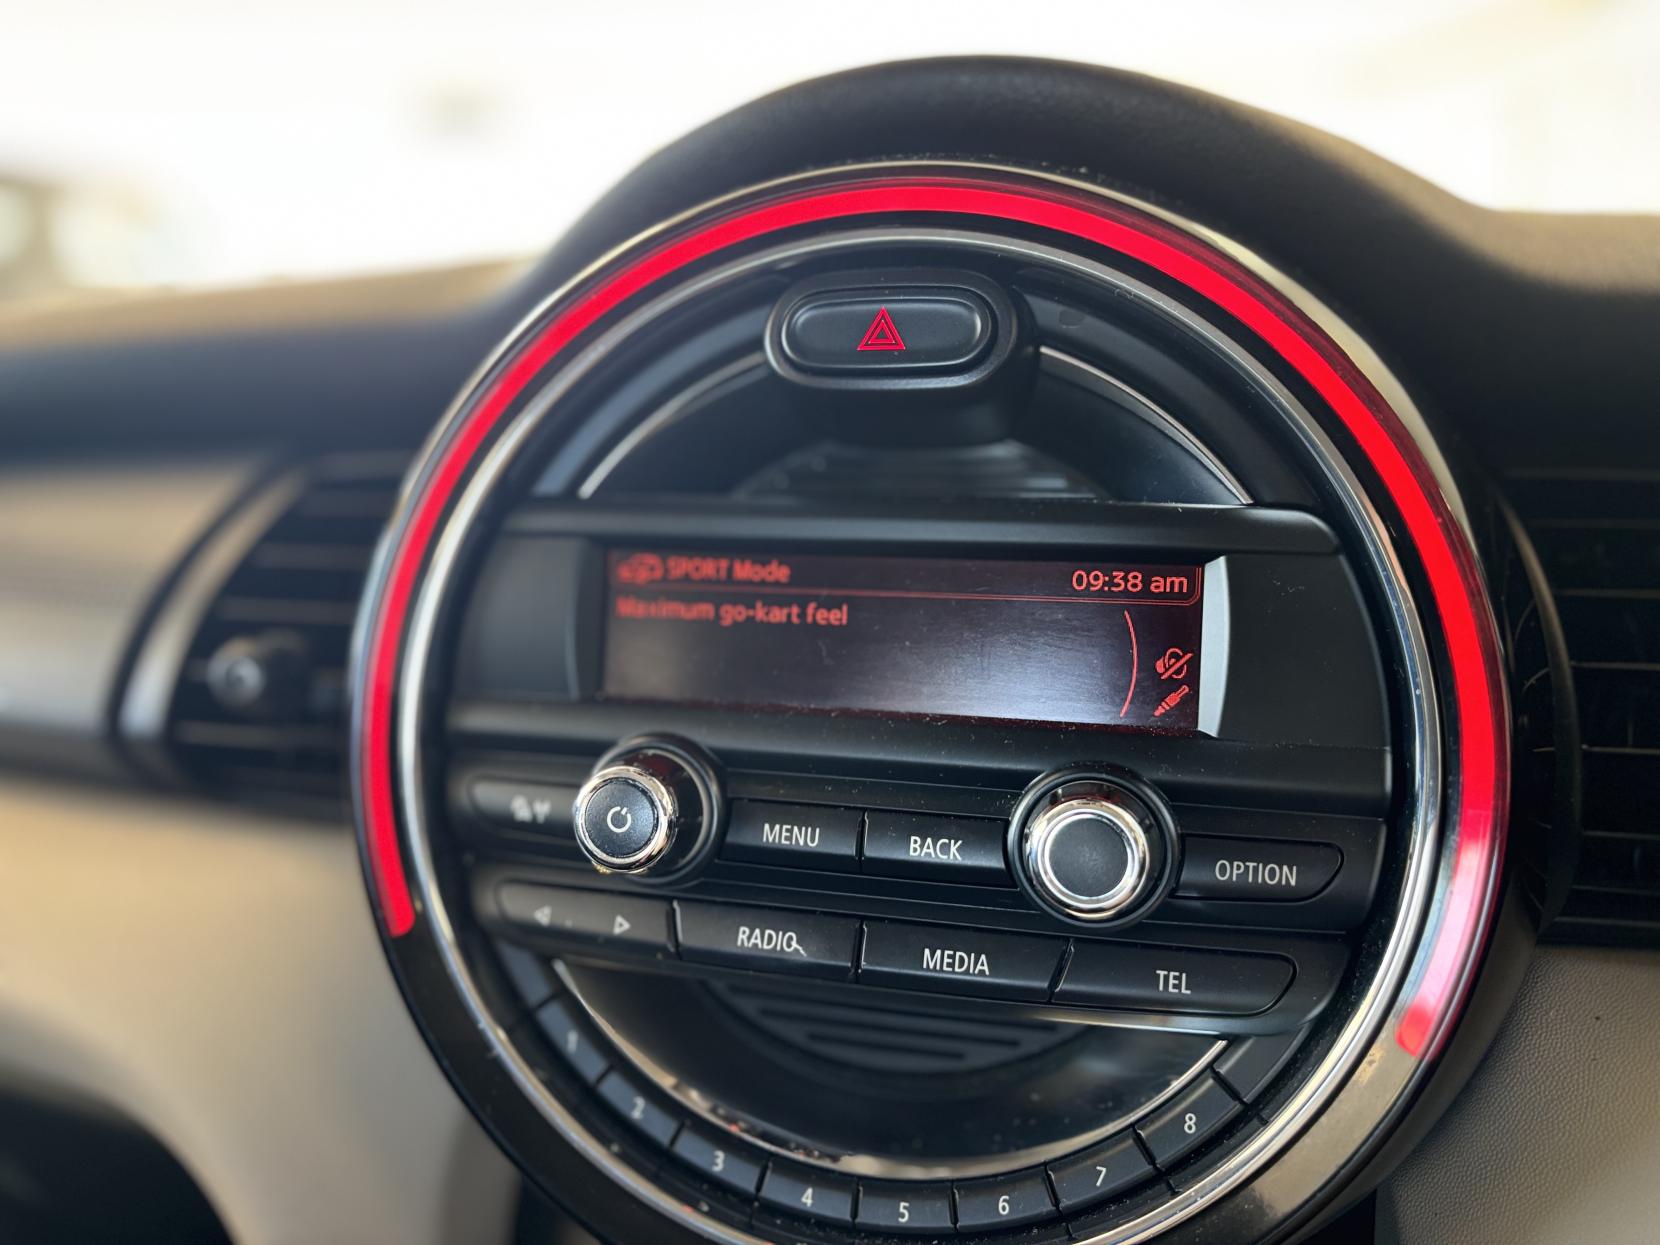 SPORT Mode
09:38 am
Maximum go-kart feel
MENU
BACK
OPTION
RADIO
MEDIA
TEL
1
2
3
4
5
6
7
8